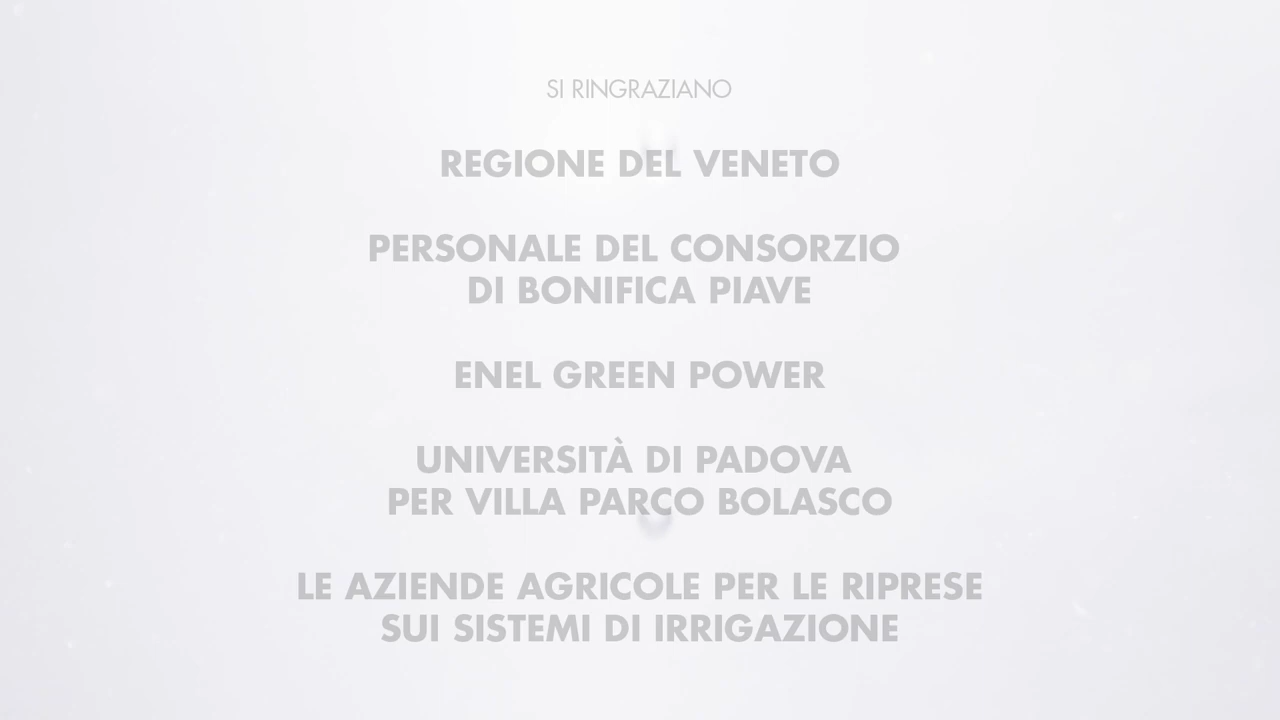 SI RINGRAZIANO
REGIONE DEL VENETO
PERSONALE DEL CONSORZIO
DI BONIFICA PIAVE
ENEL GREEN POWER
UNIVERSITÀ DI PADOVA
PER VILLA PARCO BOLASCO
LE AZIENDE AGRICOLE PER LE RIPRESE
SUI SISTEMI DI IRRIGAZIONE